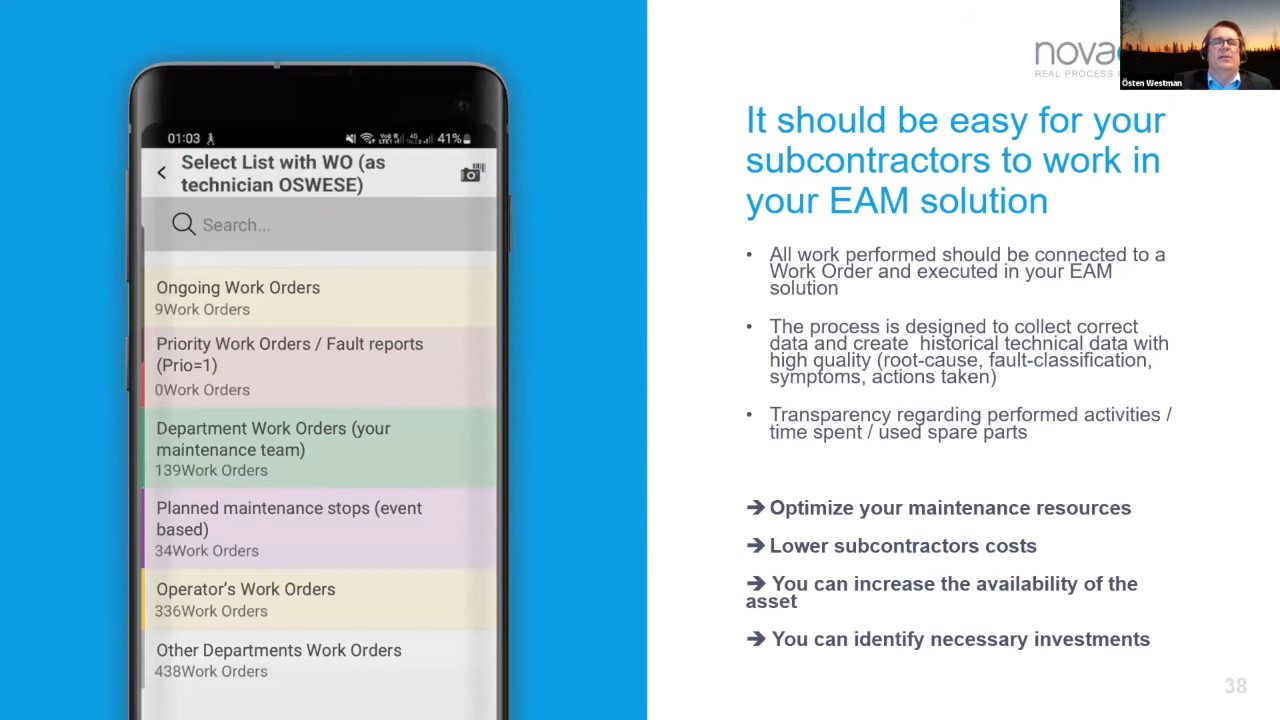 01:03
41%
Select List with WO (as
technician OSWESE)
Search...
Ongoing Work Orders
9Work Orders
Priority Work Orders / Fault reports
(Prio=1)
0Work Orders
Department Work Orders (your
maintenance team)
139Work Orders
Planned maintenance stops (event
based)
34Work Orders
Operator's Work Orders
336Work Orders
Other Departments Work Orders
438Work Orders
nova
REAL PROCESS
Östen Westman
It should be easy for your
subcontractors to work in
your EAM solution
• All work performed should be connected to a
Work Order and executed in your EAM
solution
• The process is designed to collect correct
data and create historical technical data with
high quality (root-cause, fault-classification,
symptoms, actions taken)
• Transparency regarding performed activities /
time spent / used spare parts
➔ Optimize your maintenance resources
➔ Lower subcontractors costs
➔ You can increase the availability of the
asset
➔ You can identify necessary investments
38